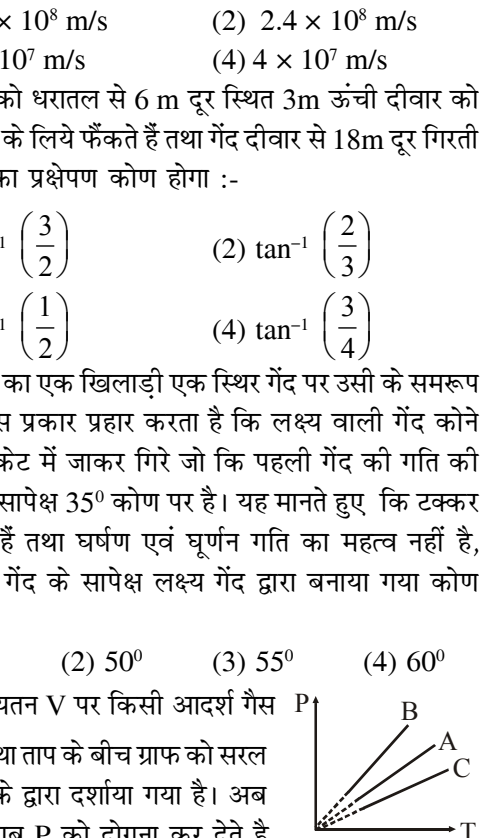 × 10⁸ m/s (2) 2.4 × 10⁸ m/s
10⁷ m/s (4) 4 × 10⁷ m/s
को धरातल से 6 m दूर स्थित 3m ऊंची दीवार को
के लिये फैंकते हैं तथा गेंद दीवार से 18m दूर गिरती
का प्रक्षेपण कोण होगा :-
(3/2) (2) tan⁻¹ (2/3)
(1/2) (4) tan⁻¹ (3/4)
का एक खिलाड़ी एक स्थिर गेंद पर उसी के समरूप
प्रकार प्रहार करता है कि लक्ष्य वाली गेंद कोने
में जाकर गिरे जो कि पहली गेंद की गति की
सापेक्ष 35⁰ कोण पर है। यह मानते हुए कि टक्कर
हैं तथा घर्षण एवं घूर्णन गति का महत्व नहीं है,
गेंद के सापेक्ष लक्ष्य गेंद द्वारा बनाया गया कोण
(2) 50⁰ (3) 55⁰ (4) 60⁰
V पर किसी आदर्श गैस
ताप के बीच ग्राफ को सरल
के द्वारा दर्शाया गया है। अब
P को दोगुना कर देते है
P
B
A
C
T